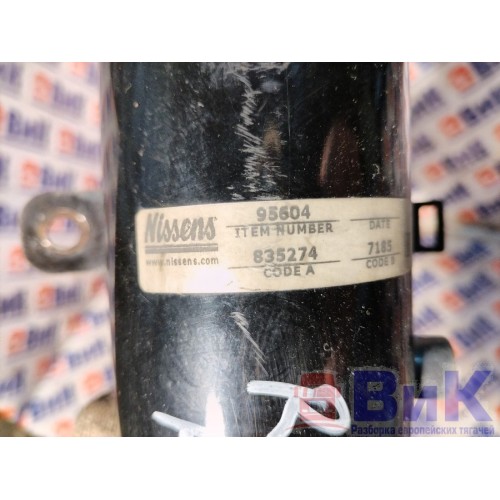 Nissens
www.nissens.com
95604
ITEM NUMBER DATE
835274 7185
CODE A CODE B
ВиК
Разборка европейских тягачей